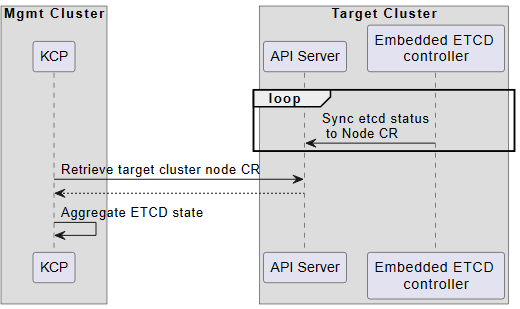 Mgmt Cluster
Target Cluster
KCP
API Server
Embedded ETCD
controller
loop
Sync etcd status
to Node CR
Retrieve target cluster node CR
Aggregate ETCD state
KCP
API Server
Embedded ETCD
controller